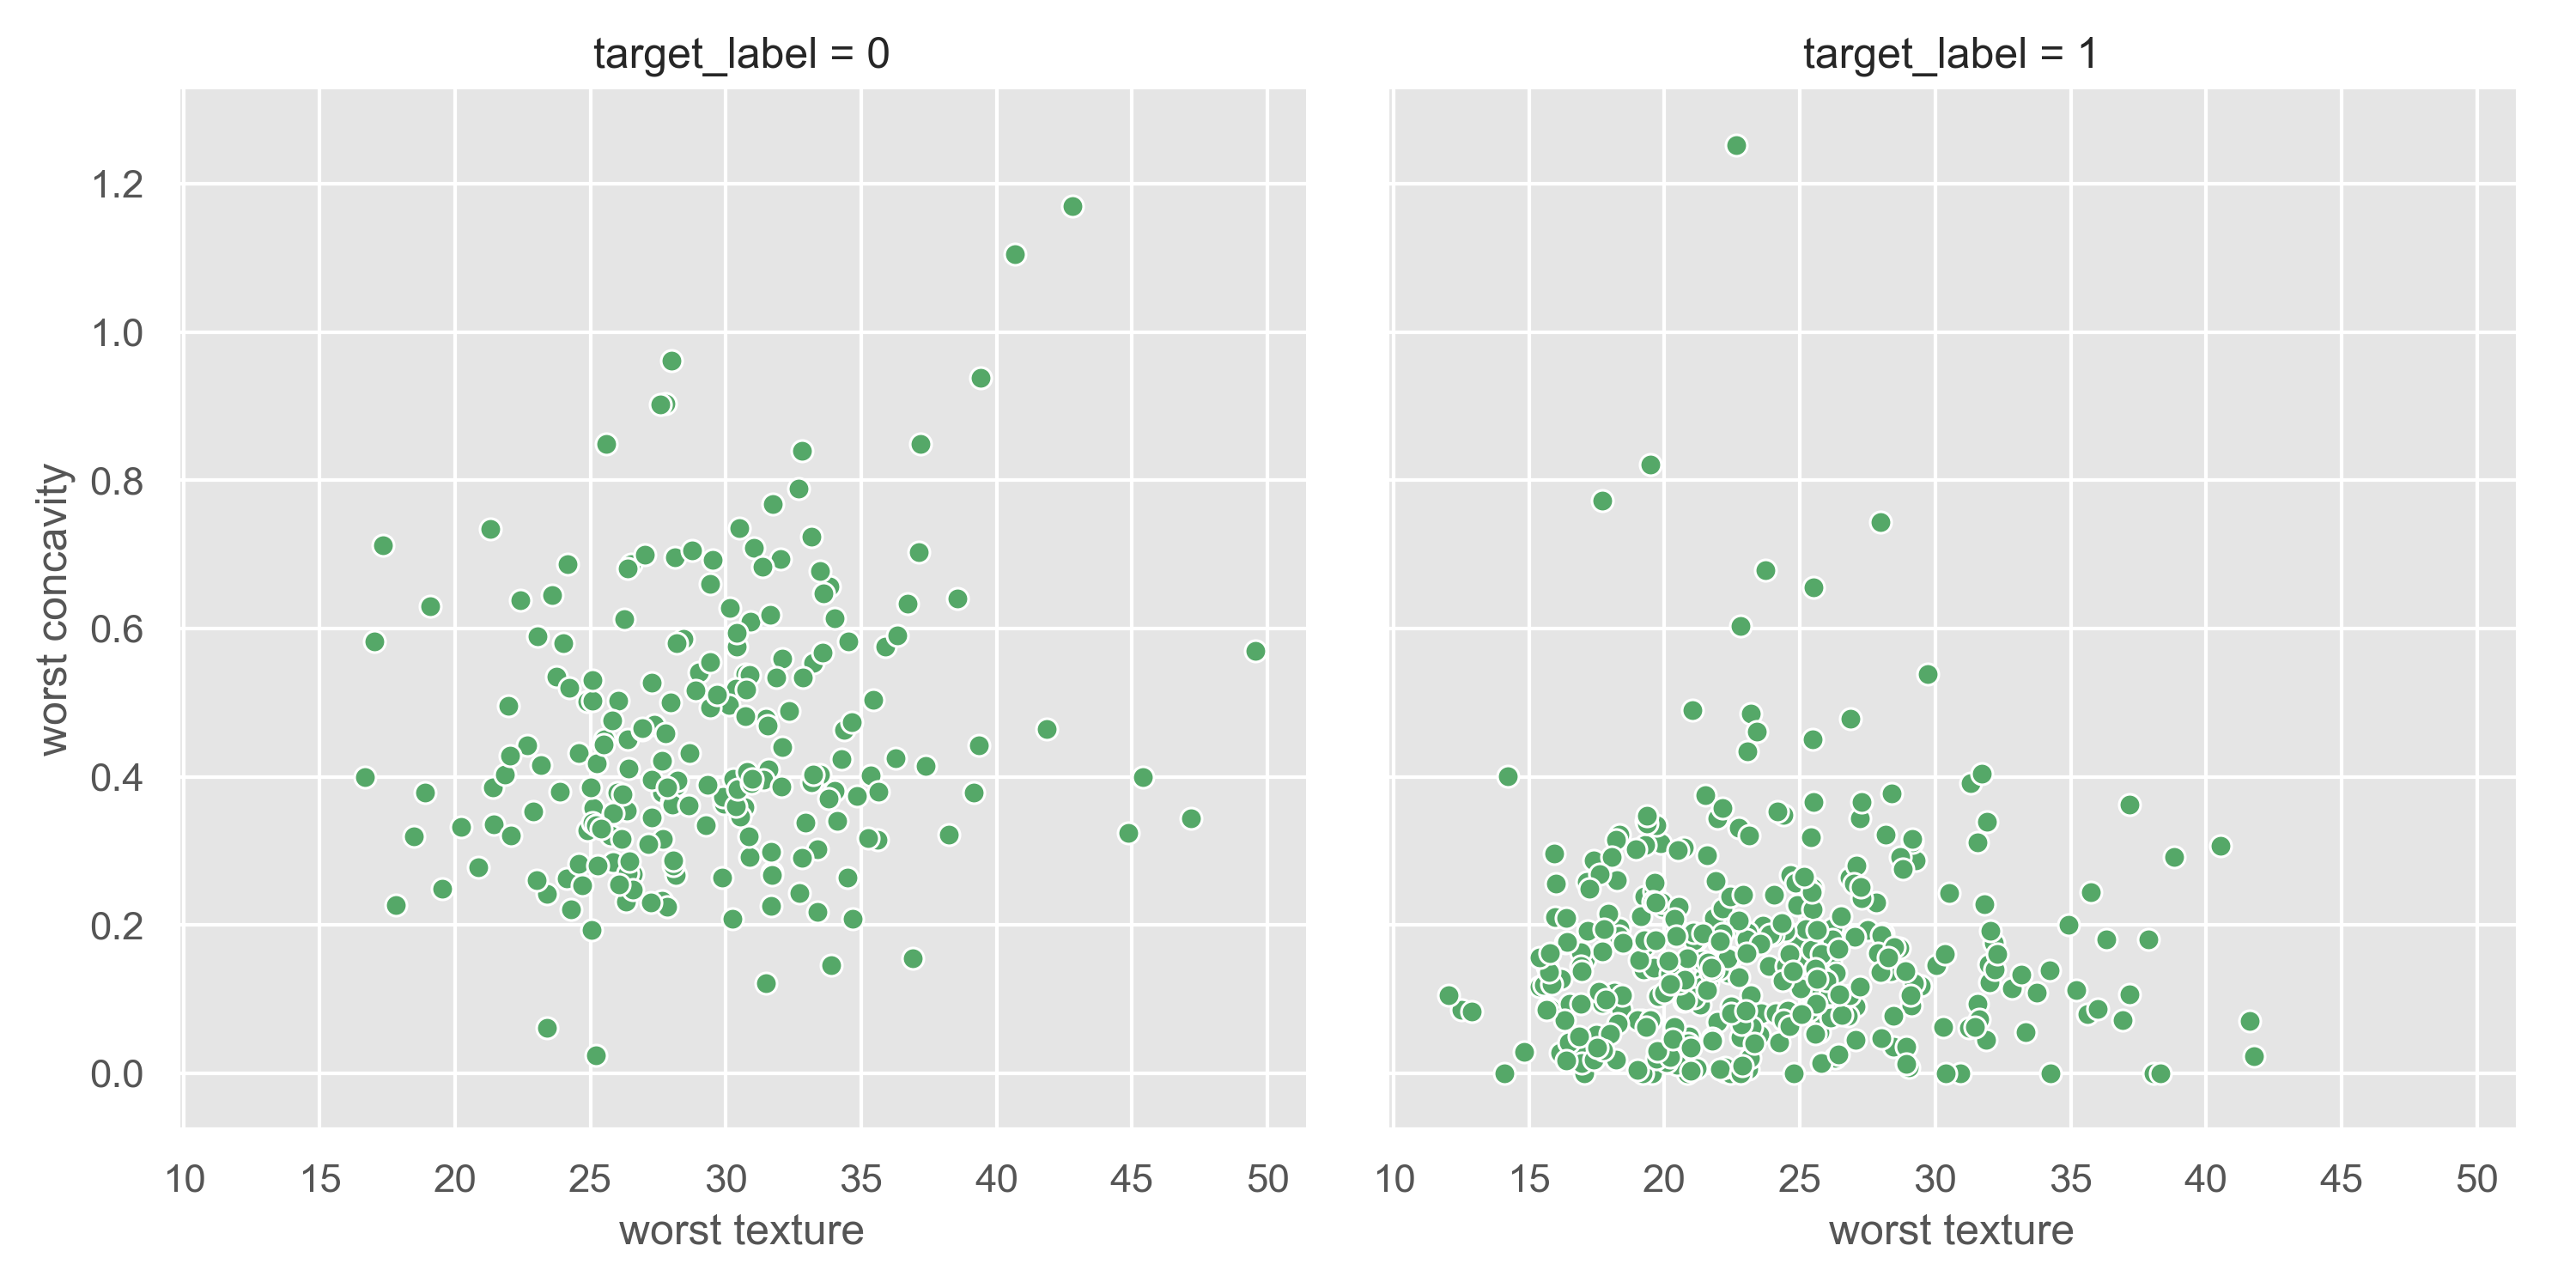 target_label = 0
target_label = 1
worst concavity
1.2
1.0
0.8
0.6
0.4
0.2
0.0
10 15 20 25 30 35 40 45 50
10 15 20 25 30 35 40 45 50
worst texture
worst texture